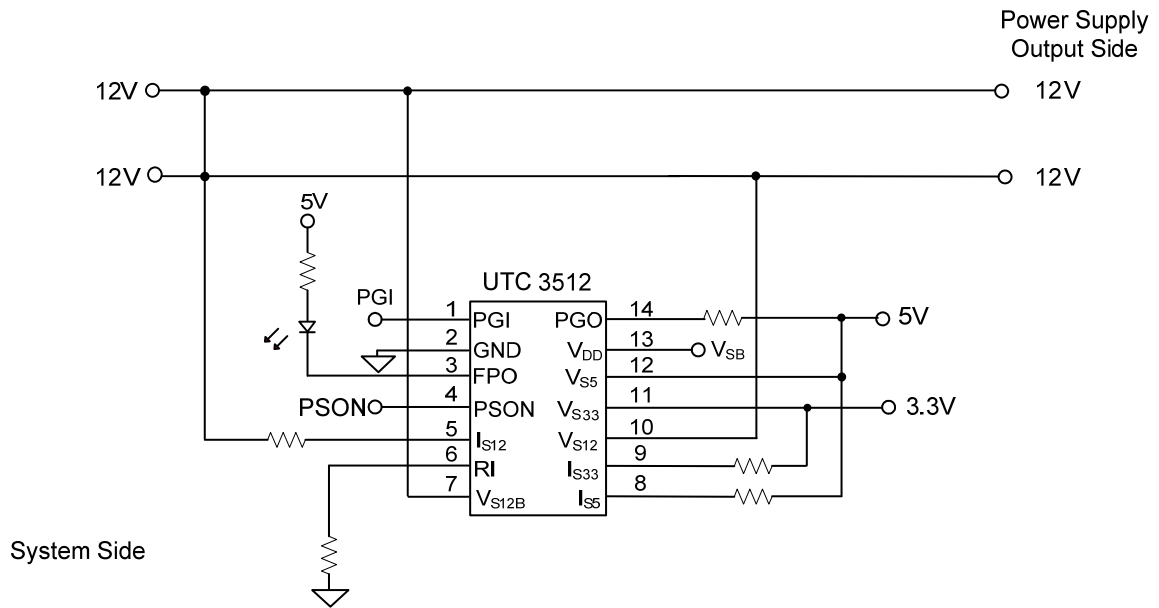 Power Supply
Output Side
12V
12V
12V
12V
5V
UTC 3512
PGI
1
PGI
PGO
14
5V
2
GND
VDD
13
VSB
3
FPO
VS5
12
PSON
4
PSON
VS33
11
3.3V
5
IS12
VS12
10
6
RI
IS33
9
7
VS12B
IS5
8
System Side